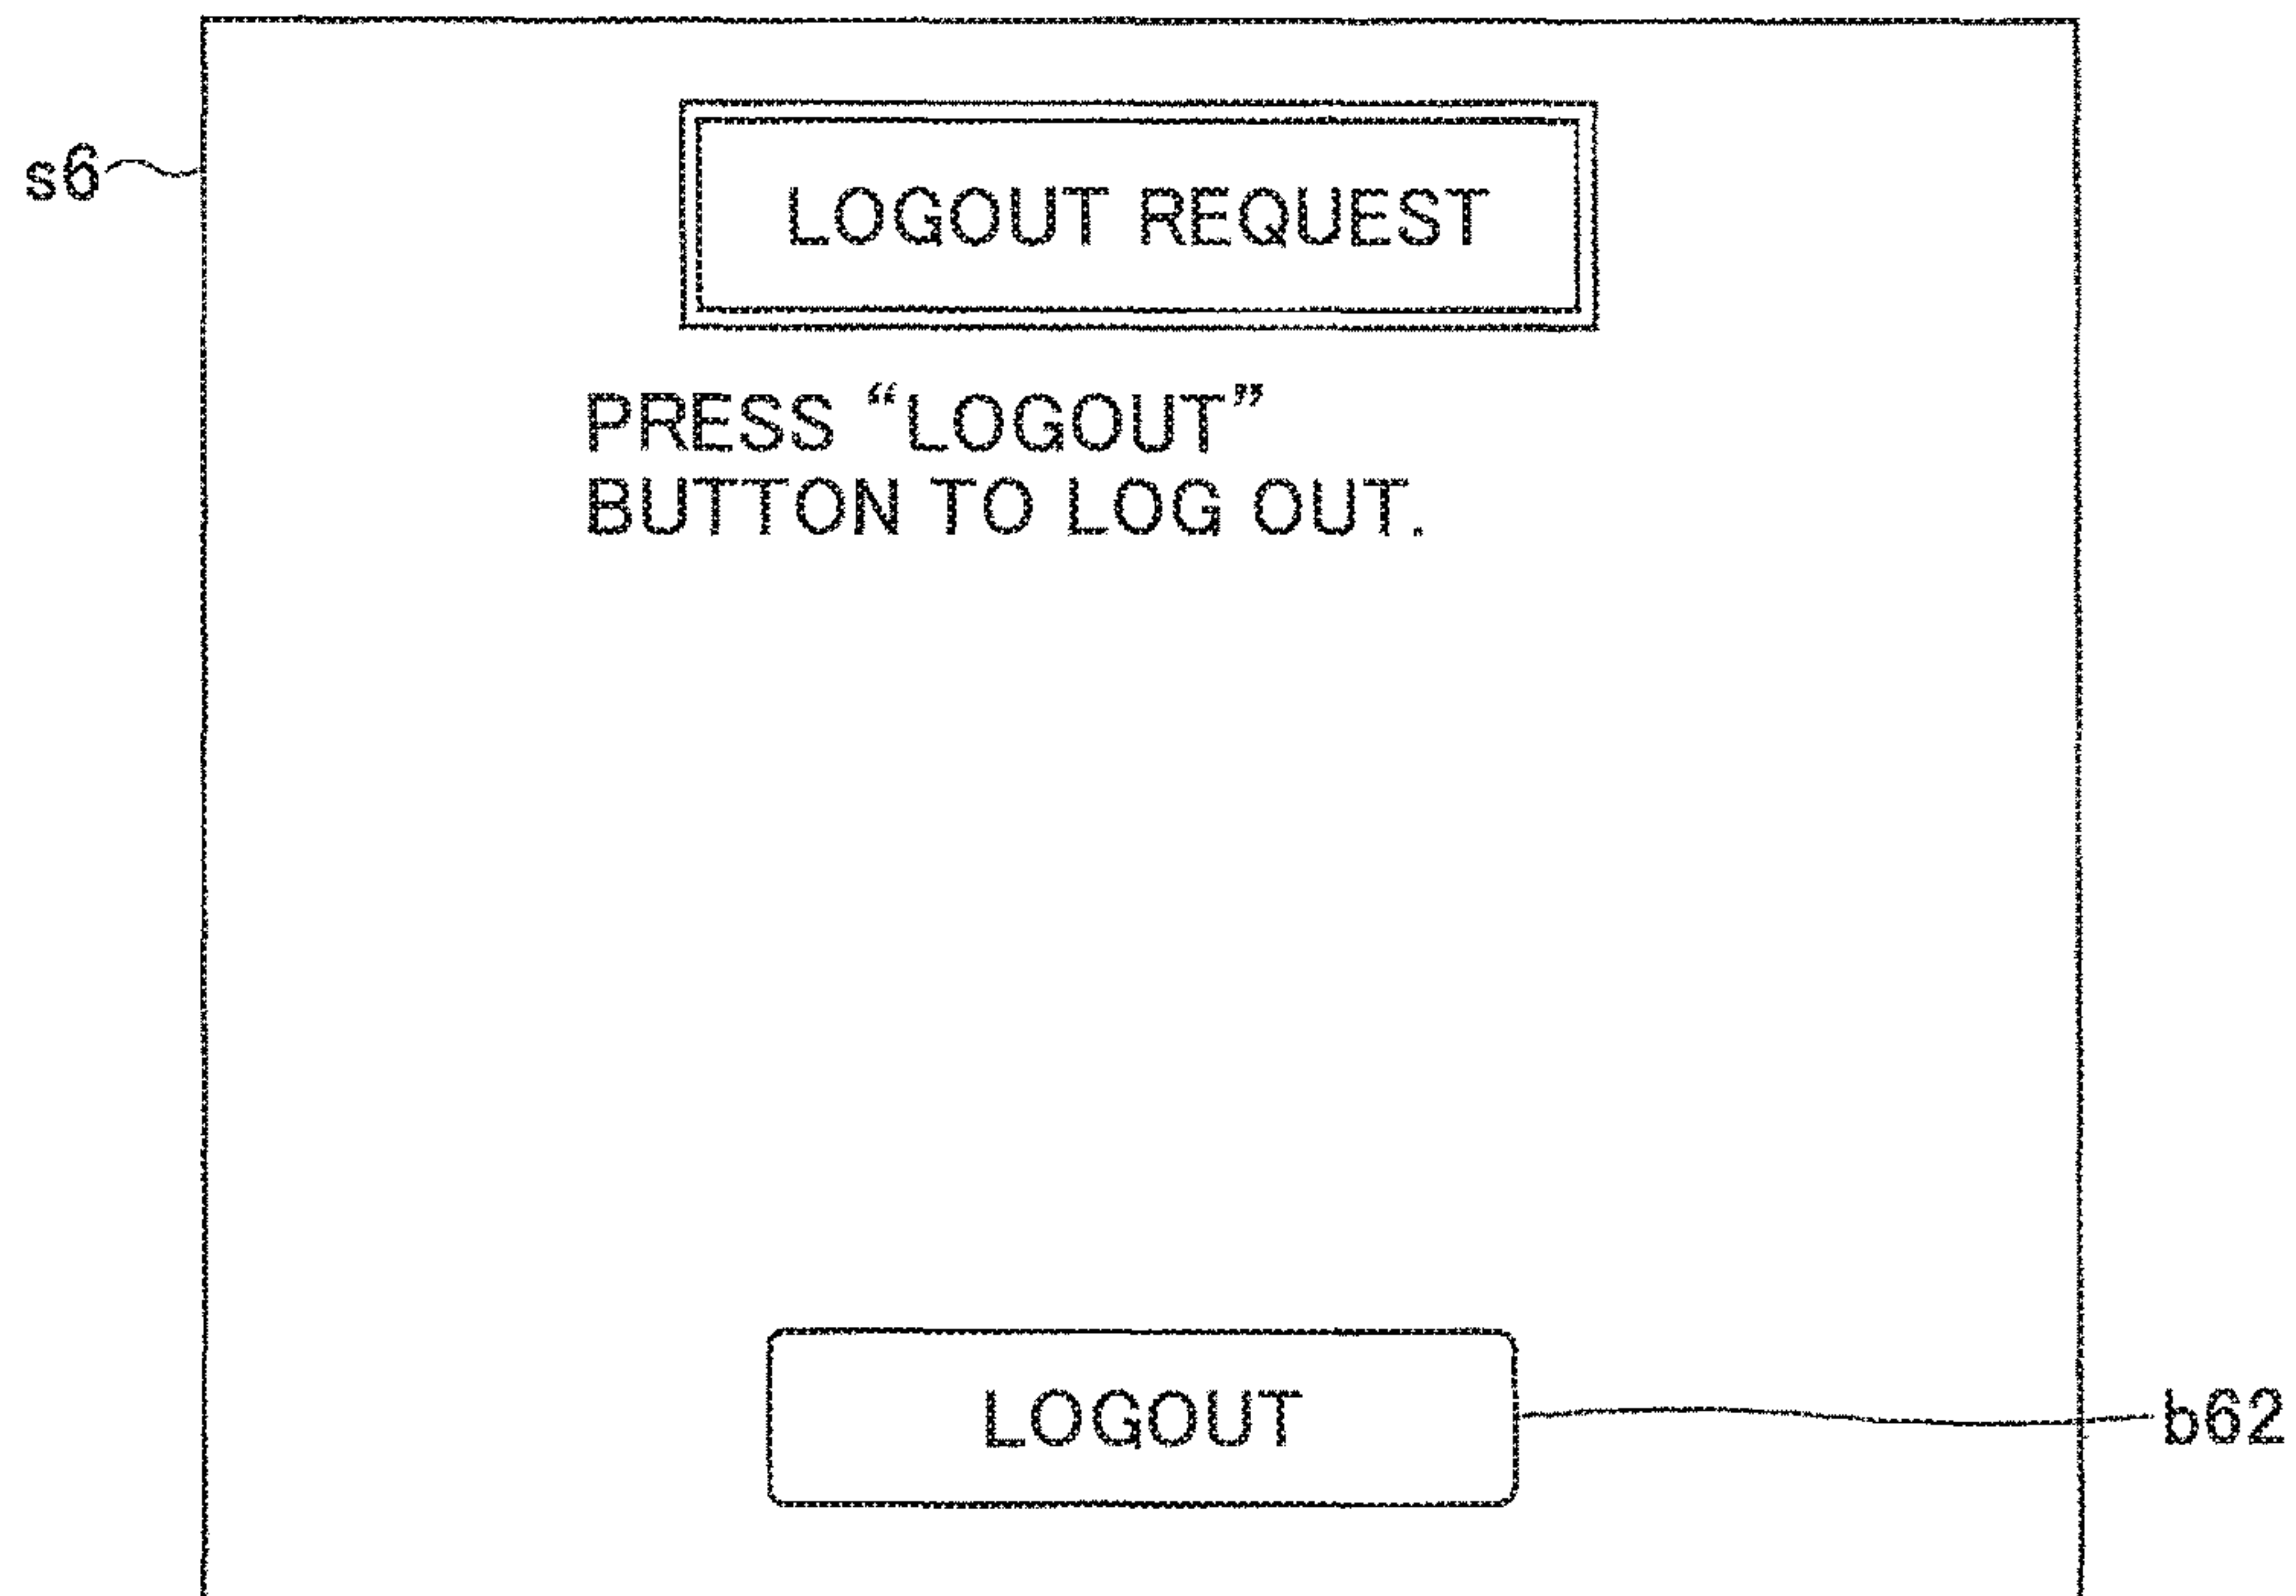 s6
LOGOUT REQUEST
PRESS “LOGOUT”
BUTTON TO LOG OUT.
LOGOUT
b62